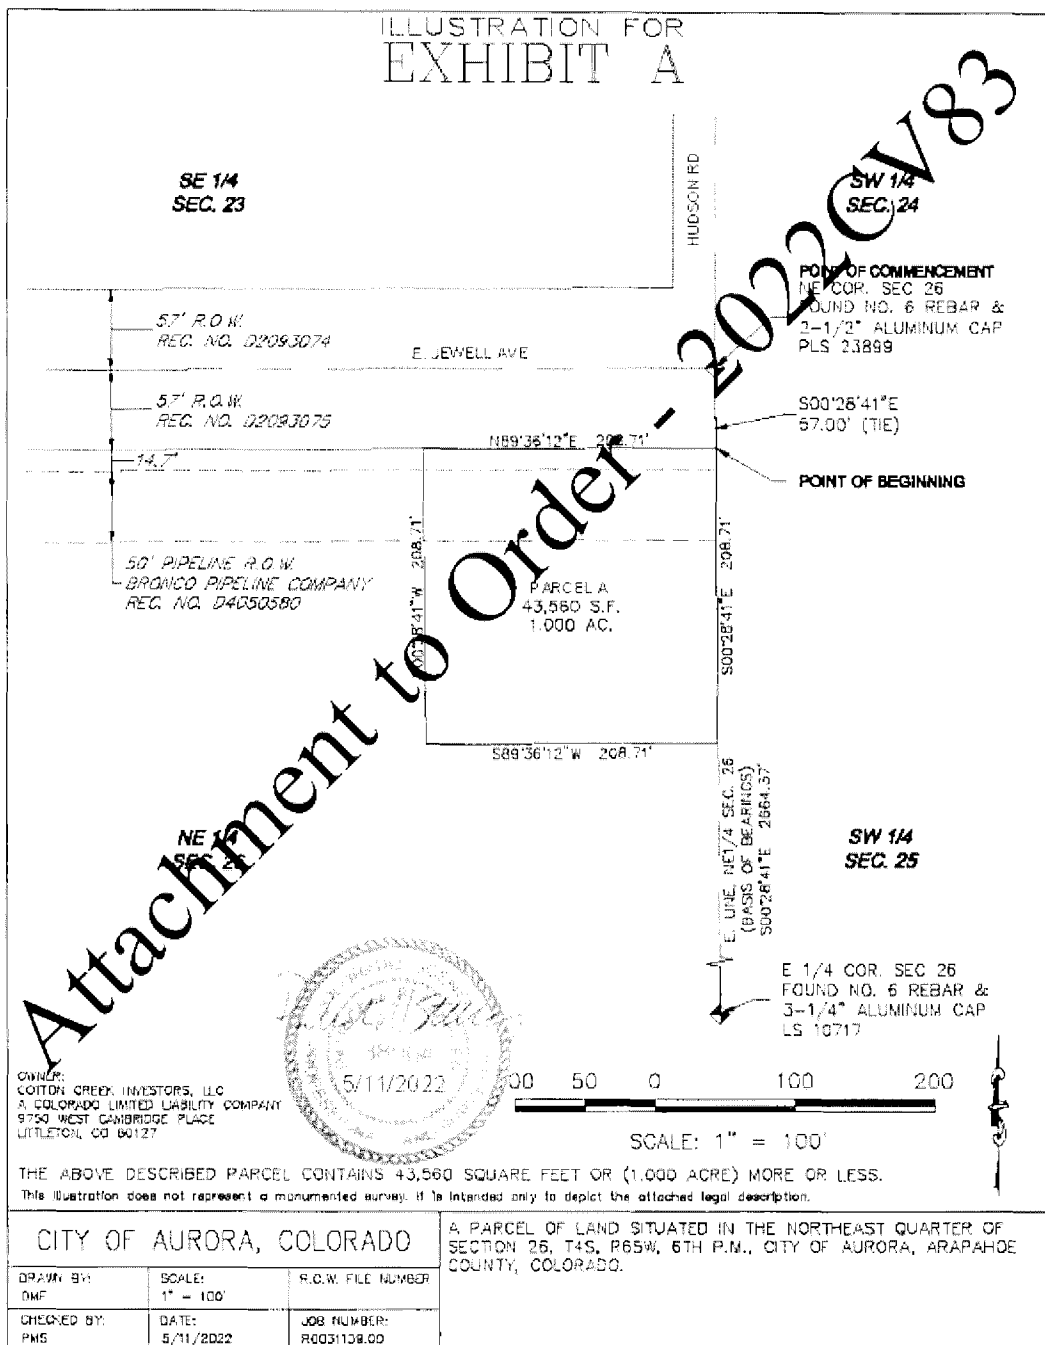 ILLUSTRATION FOR
EXHIBIT A
Attachment to Order - 2022CV83
SE 1/4
SEC. 23
HUDSON RD
SW 1/4
SEC. 24
POINT OF COMMENCEMENT
NE COR. SEC 26
FOUND NO. 6 REBAR &
2-1/2" ALUMINUM CAP
PLS 23899
57' R.O.W.
REC. NO. D2093074
E. JEWELL AVE
57' R.O.W.
REC. NO. D2093075
S00°28'41"E
57.00' (TIE)
N89°36'12"E 208.71'
14.7'
POINT OF BEGINNING
50' PIPELINE R.O.W.
BRONCO PIPELINE COMPANY
REC. NO. D4050580
S00°28'41"W 208.71'
PARCEL A
43,560 S.F.
1.000 AC.
S00°28'41"E 208.71'
S89°36'12"W 208.71'
E. LINE, NE1/4 SEC. 26
(BASIS OF BEARINGS)
S00°28'41"E 2664.37'
NE 1/4
SEC. 26
SW 1/4
SEC. 25
E 1/4 COR. SEC 26
FOUND NO. 6 REBAR &
3-1/4" ALUMINUM CAP
LS 10717
5/11/2022
OWNER:
COTTON CREEK INVESTORS, LLC
A COLORADO LIMITED LIABILITY COMPANY
9750 WEST CAMBRIDGE PLACE
LITTLETON, CO 80127
00 50 0 100 200
SCALE: 1" = 100'
THE ABOVE DESCRIBED PARCEL CONTAINS 43,560 SQUARE FEET OR (1.000 ACRE) MORE OR LESS.
This illustration does not represent a monumented survey. It is intended only to depict the attached legal description.
CITY OF AURORA, COLORADO
A PARCEL OF LAND SITUATED IN THE NORTHEAST QUARTER OF
SECTION 26, T4S, R65W, 6TH P.M., CITY OF AURORA, ARAPAHOE
COUNTY, COLORADO.
DRAWN BY:
DMF
SCALE:
1" = 100'
R.O.W. FILE NUMBER
CHECKED BY:
PMS
DATE:
5/11/2022
JOB NUMBER:
R0031139.00